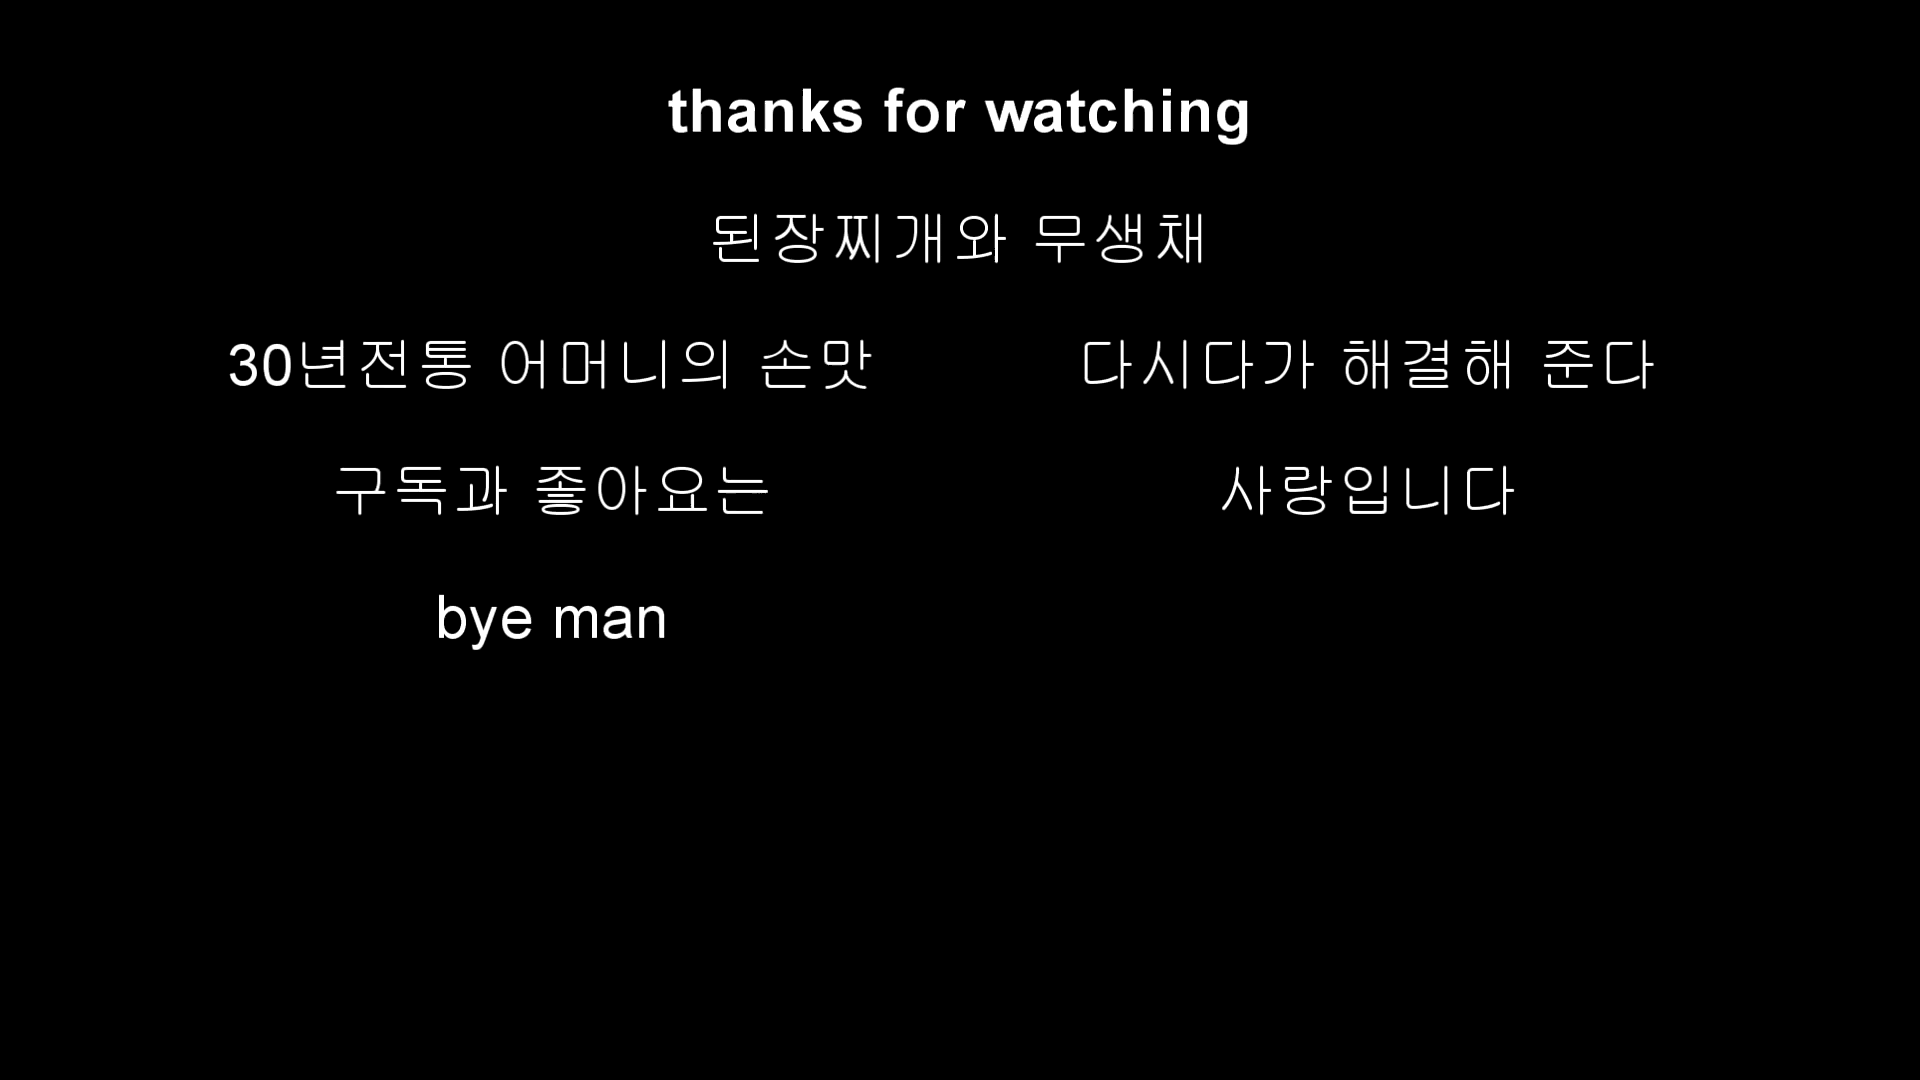 thanks for watching
된장찌개와 무생채
30년전통 어머니의 손맛 다시다가 해결해 준다
구독과 좋아요는 사랑입니다
bye man